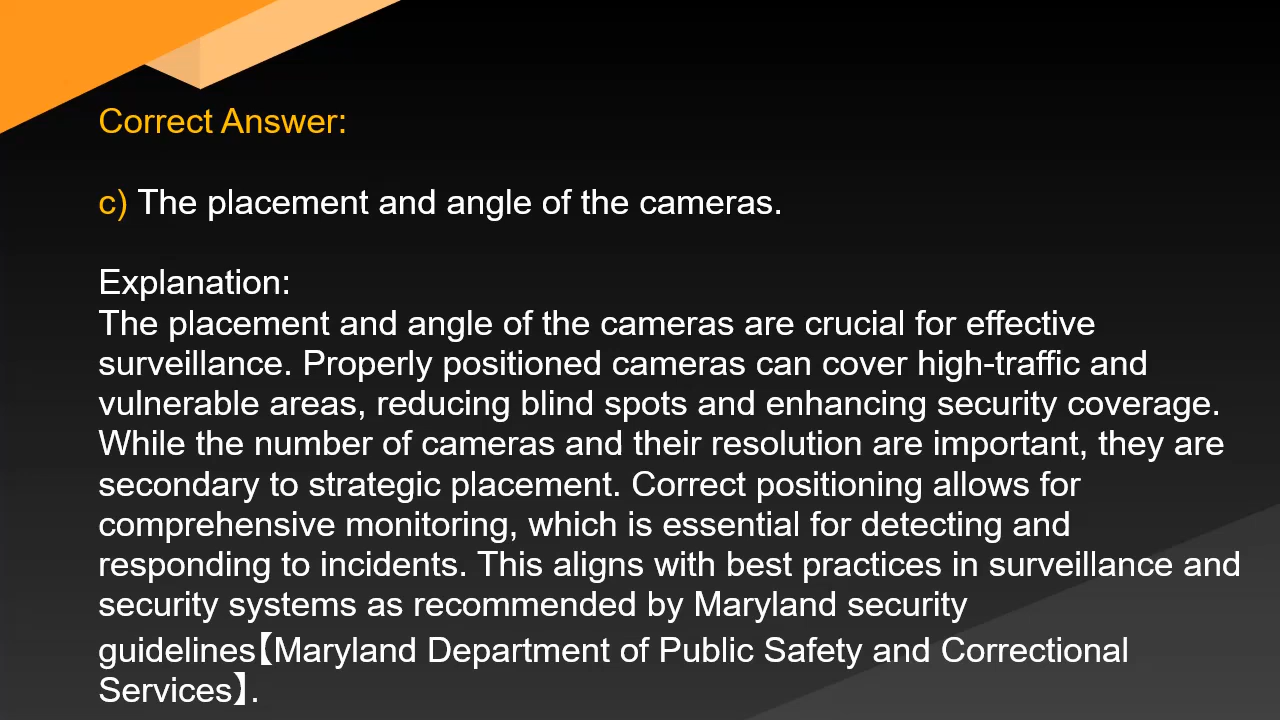 Correct Answer:
c) The placement and angle of the cameras.
Explanation:
The placement and angle of the cameras are crucial for effective
surveillance. Properly positioned cameras can cover high-traffic and
vulnerable areas, reducing blind spots and enhancing security coverage.
While the number of cameras and their resolution are important, they are
secondary to strategic placement. Correct positioning allows for
comprehensive monitoring, which is essential for detecting and
responding to incidents. This aligns with best practices in surveillance and
security systems as recommended by Maryland security
guidelines【Maryland Department of Public Safety and Correctional
Services】.